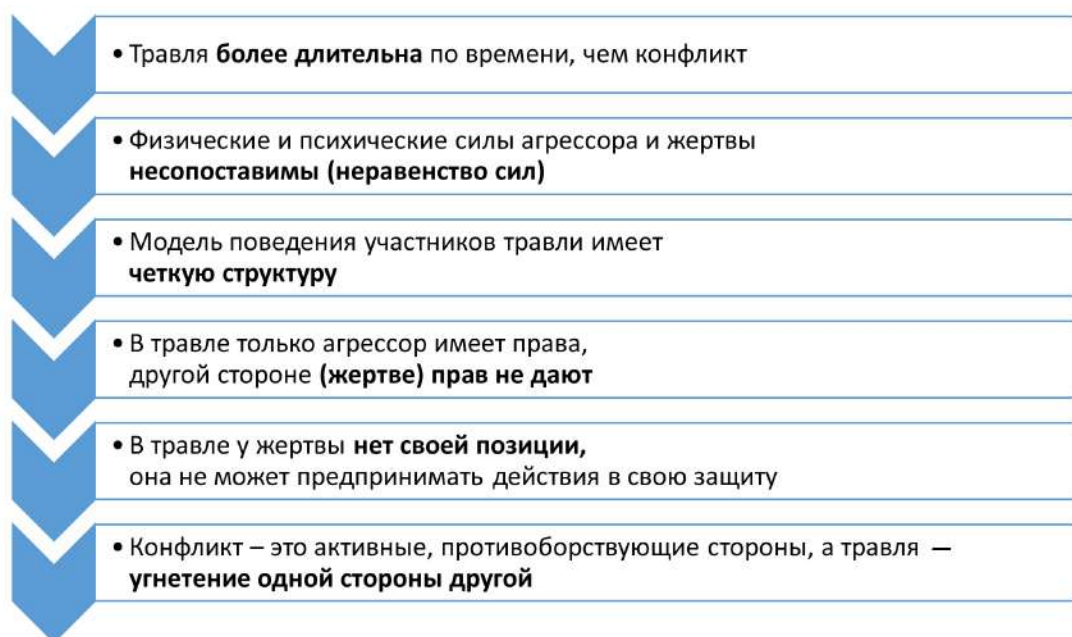 • Травля более длительна по времени, чем конфликт
• Физические и психические силы агрессора и жертвы
несопоставимы (неравенство сил)
• Модель поведения участников травли имеет
четкую структуру
• В травле только агрессор имеет права,
другой стороне (жертве) прав не дают
• В травле у жертвы нет своей позиции,
она не может предпринимать действия в свою защиту
• Конфликт – это активные, противоборствующие стороны, а травля —
угнетение одной стороны другой